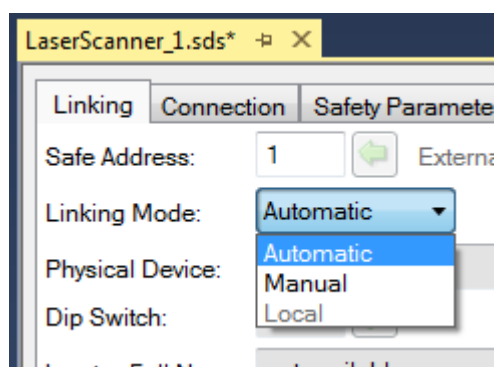 LaserScanner_1.sds*
Linking Connection Safety Paramete
Safe Address: 1 Externa
Linking Mode: Automatic
Automatic
Physical Device:
Manual
Dip Switch:
Local